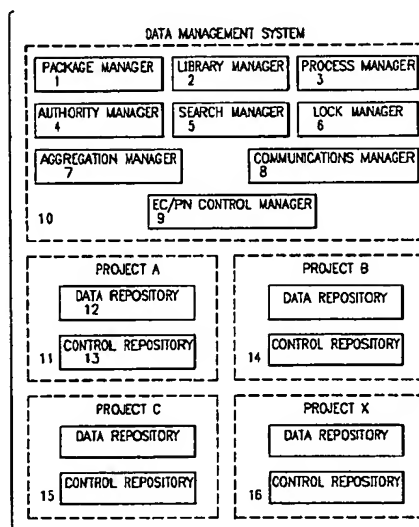 DATA MANAGEMENT SYSTEM
PACKAGE MANAGER LIBRARY MANAGER PROCESS MANAGER
1 2 3
AUTHORITY MANAGER SEARCH MANAGER LOCK MANAGER
4 5 6
AGGREGATION MANAGER COMMUNICATIONS MANAGER
7 8
EC/PN CONTROL MANAGER
10 9
PROJECT A PROJECT B
DATA REPOSITORY DATA REPOSITORY
12
CONTROL REPOSITORY CONTROL REPOSITORY
11 13 14
PROJECT C PROJECT X
DATA REPOSITORY DATA REPOSITORY
CONTROL REPOSITORY CONTROL REPOSITORY
15 16